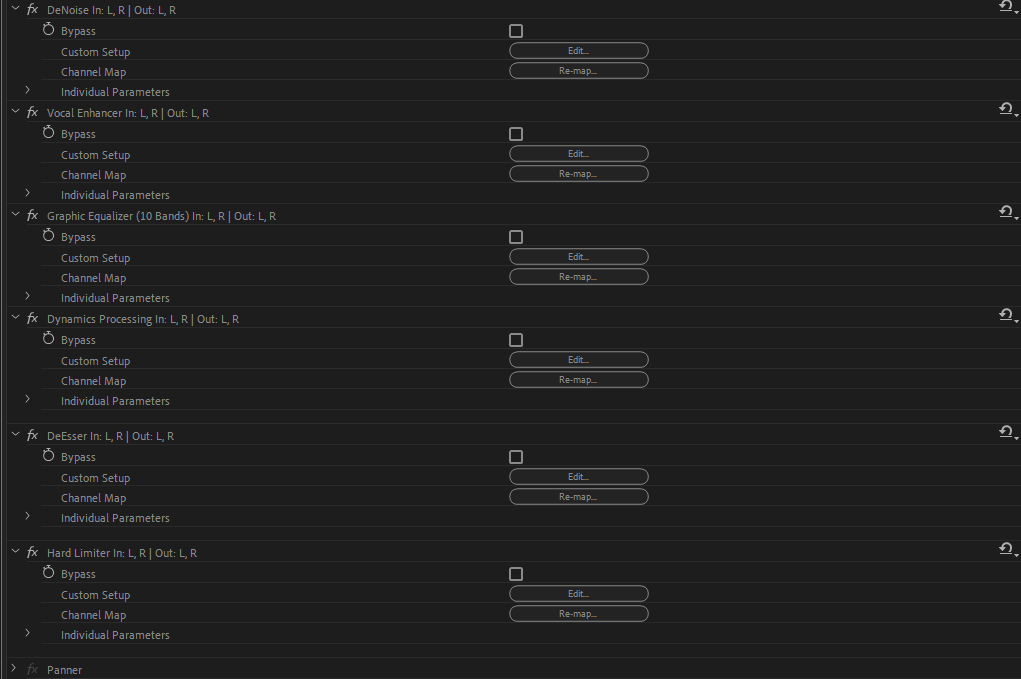 fx DeNoise In: L, R | Out: L, R
Bypass
Custom Setup Edit...
Channel Map Re-map...
Individual Parameters
fx Vocal Enhancer In: L, R | Out: L, R
Bypass
Custom Setup Edit...
Channel Map Re-map...
Individual Parameters
fx Graphic Equalizer (10 Bands) In: L, R | Out: L, R
Bypass
Custom Setup Edit...
Channel Map Re-map...
Individual Parameters
fx Dynamics Processing In: L, R | Out: L, R
Bypass
Custom Setup Edit...
Channel Map Re-map...
Individual Parameters
fx DeEsser In: L, R | Out: L, R
Bypass
Custom Setup Edit...
Channel Map Re-map...
Individual Parameters
fx Hard Limiter In: L, R | Out: L, R
Bypass
Custom Setup Edit...
Channel Map Re-map...
Individual Parameters
fx Panner